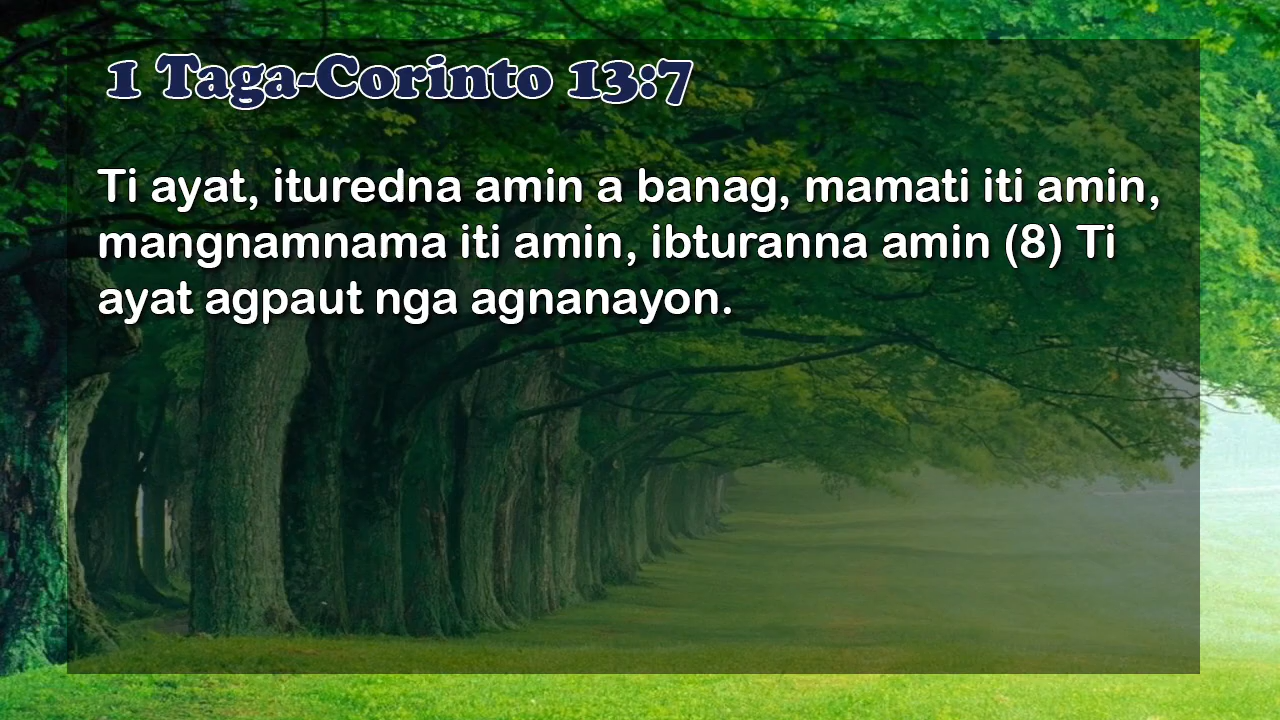 1 Taga-Corinto 13:7
Ti ayat, ituredna amin a banag, mamati iti amin,
mangnamnama iti amin, ibturanna amin (8) Ti
ayat agpaut nga agnanayon.